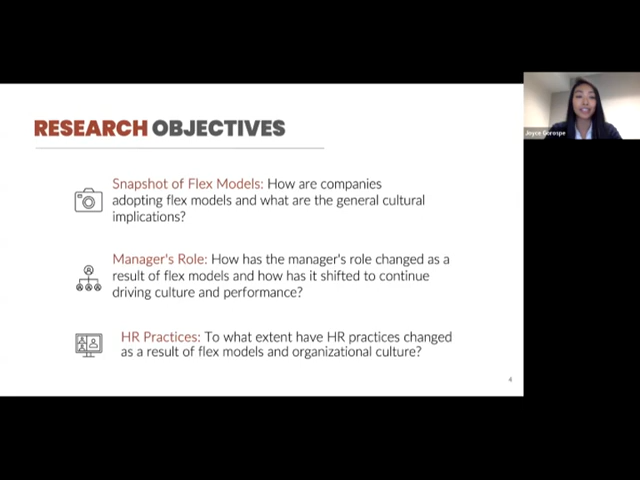 RESEARCH OBJECTIVES
Joyce Gorospe
Snapshot of Flex Models: How are companies
adopting flex models and what are the general cultural
implications?
Manager's Role: How has the manager's role changed as a
result of flex models and how has it shifted to continue
driving culture and performance?
HR Practices: To what extent have HR practices changed
as a result of flex models and organizational culture?
4